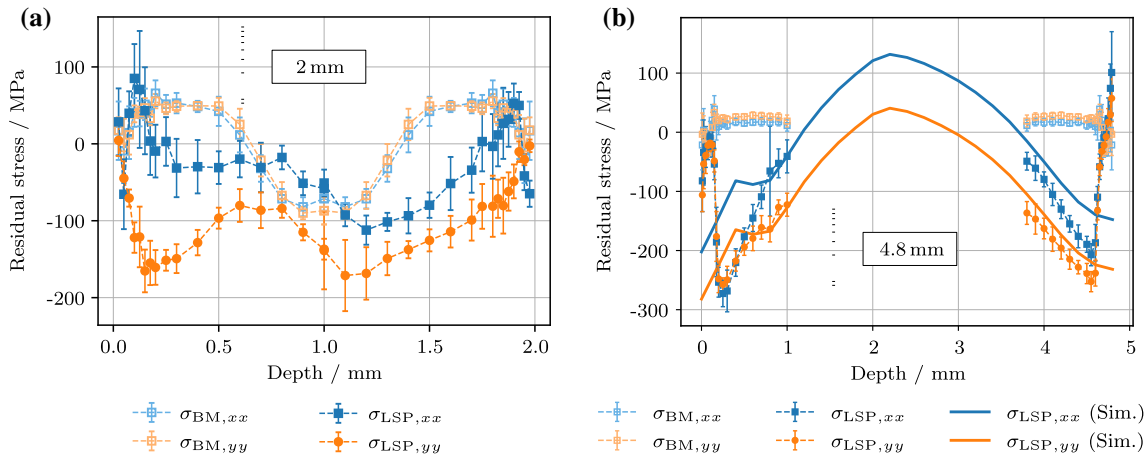 (a)
(b)
Residual stress / MPa
100
0
-100
-200
2 mm
0.0 0.5 1.0 1.5 2.0
Depth / mm
σBM,xx σLSP,xx
σBM,yy σLSP,yy
Residual stress / MPa
100
0
-100
-200
-300
4.8 mm
0 1 2 3 4 5
Depth / mm
σBM,xx σLSP,xx σLSP,xx (Sim.)
σBM,yy σLSP,yy σLSP,yy (Sim.)